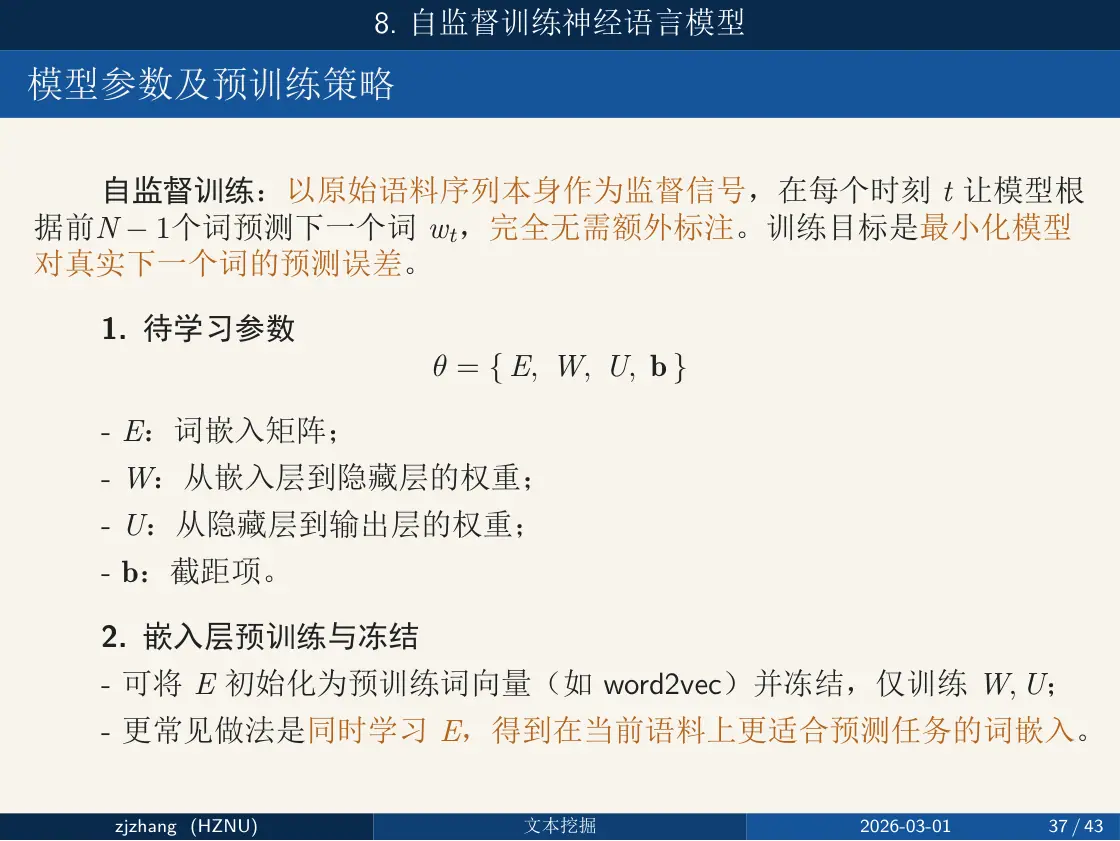 8. 自监督训练神经语言模型
模型参数及预训练策略
自监督训练：以原始语料序列本身作为监督信号，在每个时刻 t 让模型根
据前N − 1个词预测下一个词 wₜ，完全无需额外标注。训练目标是最小化模型
对真实下一个词的预测误差。
1. 待学习参数
θ = { E, W, U, b }
- E：词嵌入矩阵；
- W：从嵌入层到隐藏层的权重；
- U：从隐藏层到输出层的权重；
- b：截距项。
2. 嵌入层预训练与冻结
- 可将 E 初始化为预训练词向量（如 word2vec）并冻结，仅训练 W, U；
- 更常见做法是同时学习 E，得到在当前语料上更适合预测任务的词嵌入。
zjzhang (HZNU) 文本挖掘 2026-03-01 37 / 43